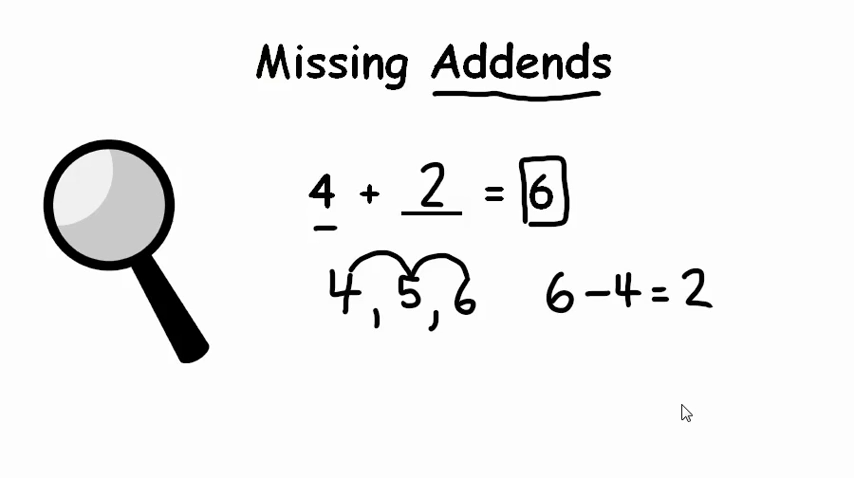 Missing Addends
4 + 2 = 6
4, 5, 6 6-4=2